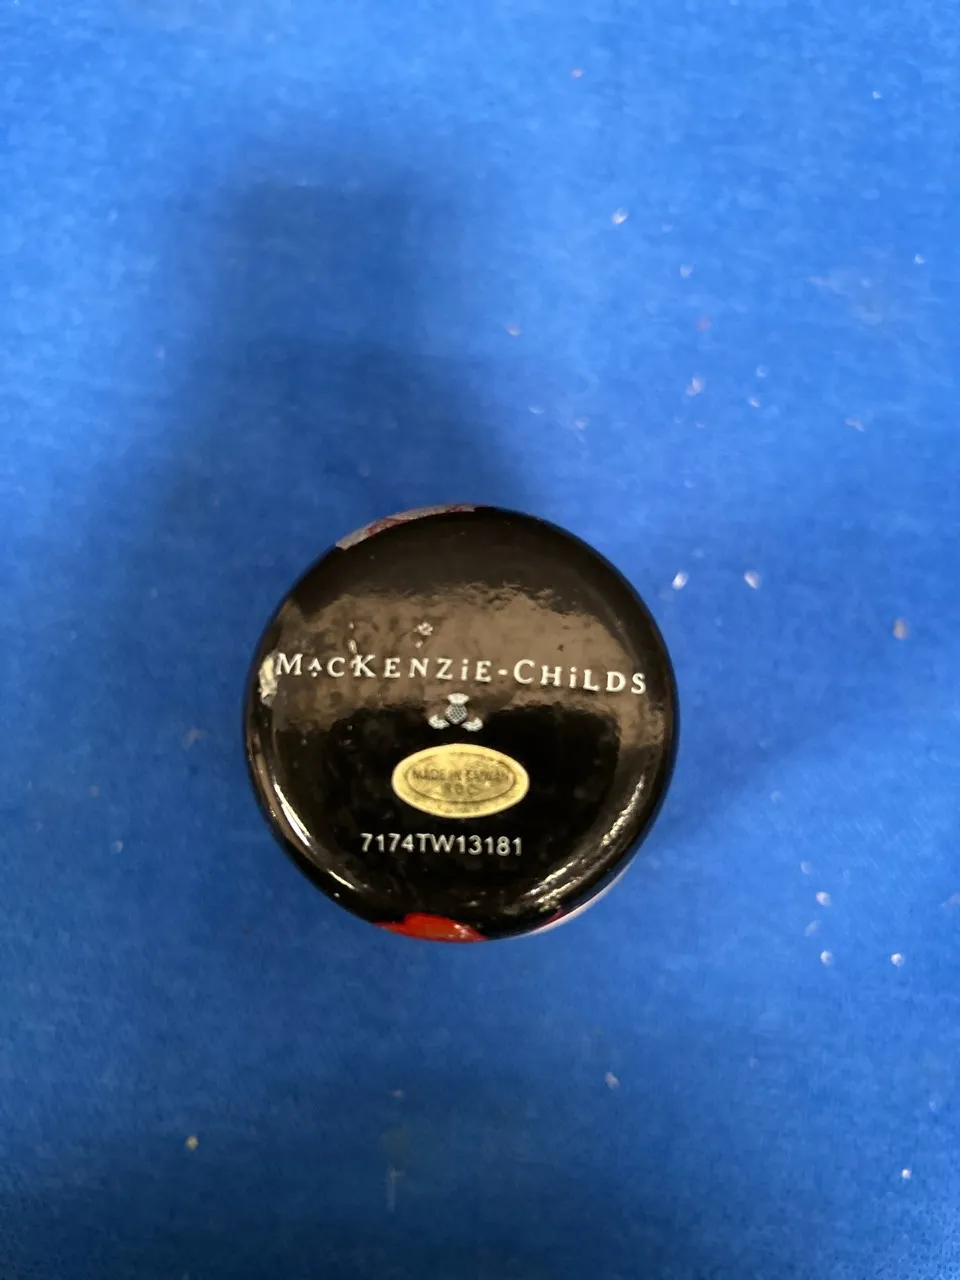 MacKenzie-Childs
MADE IN TAIWAN
R.O.C.
7174TW13181